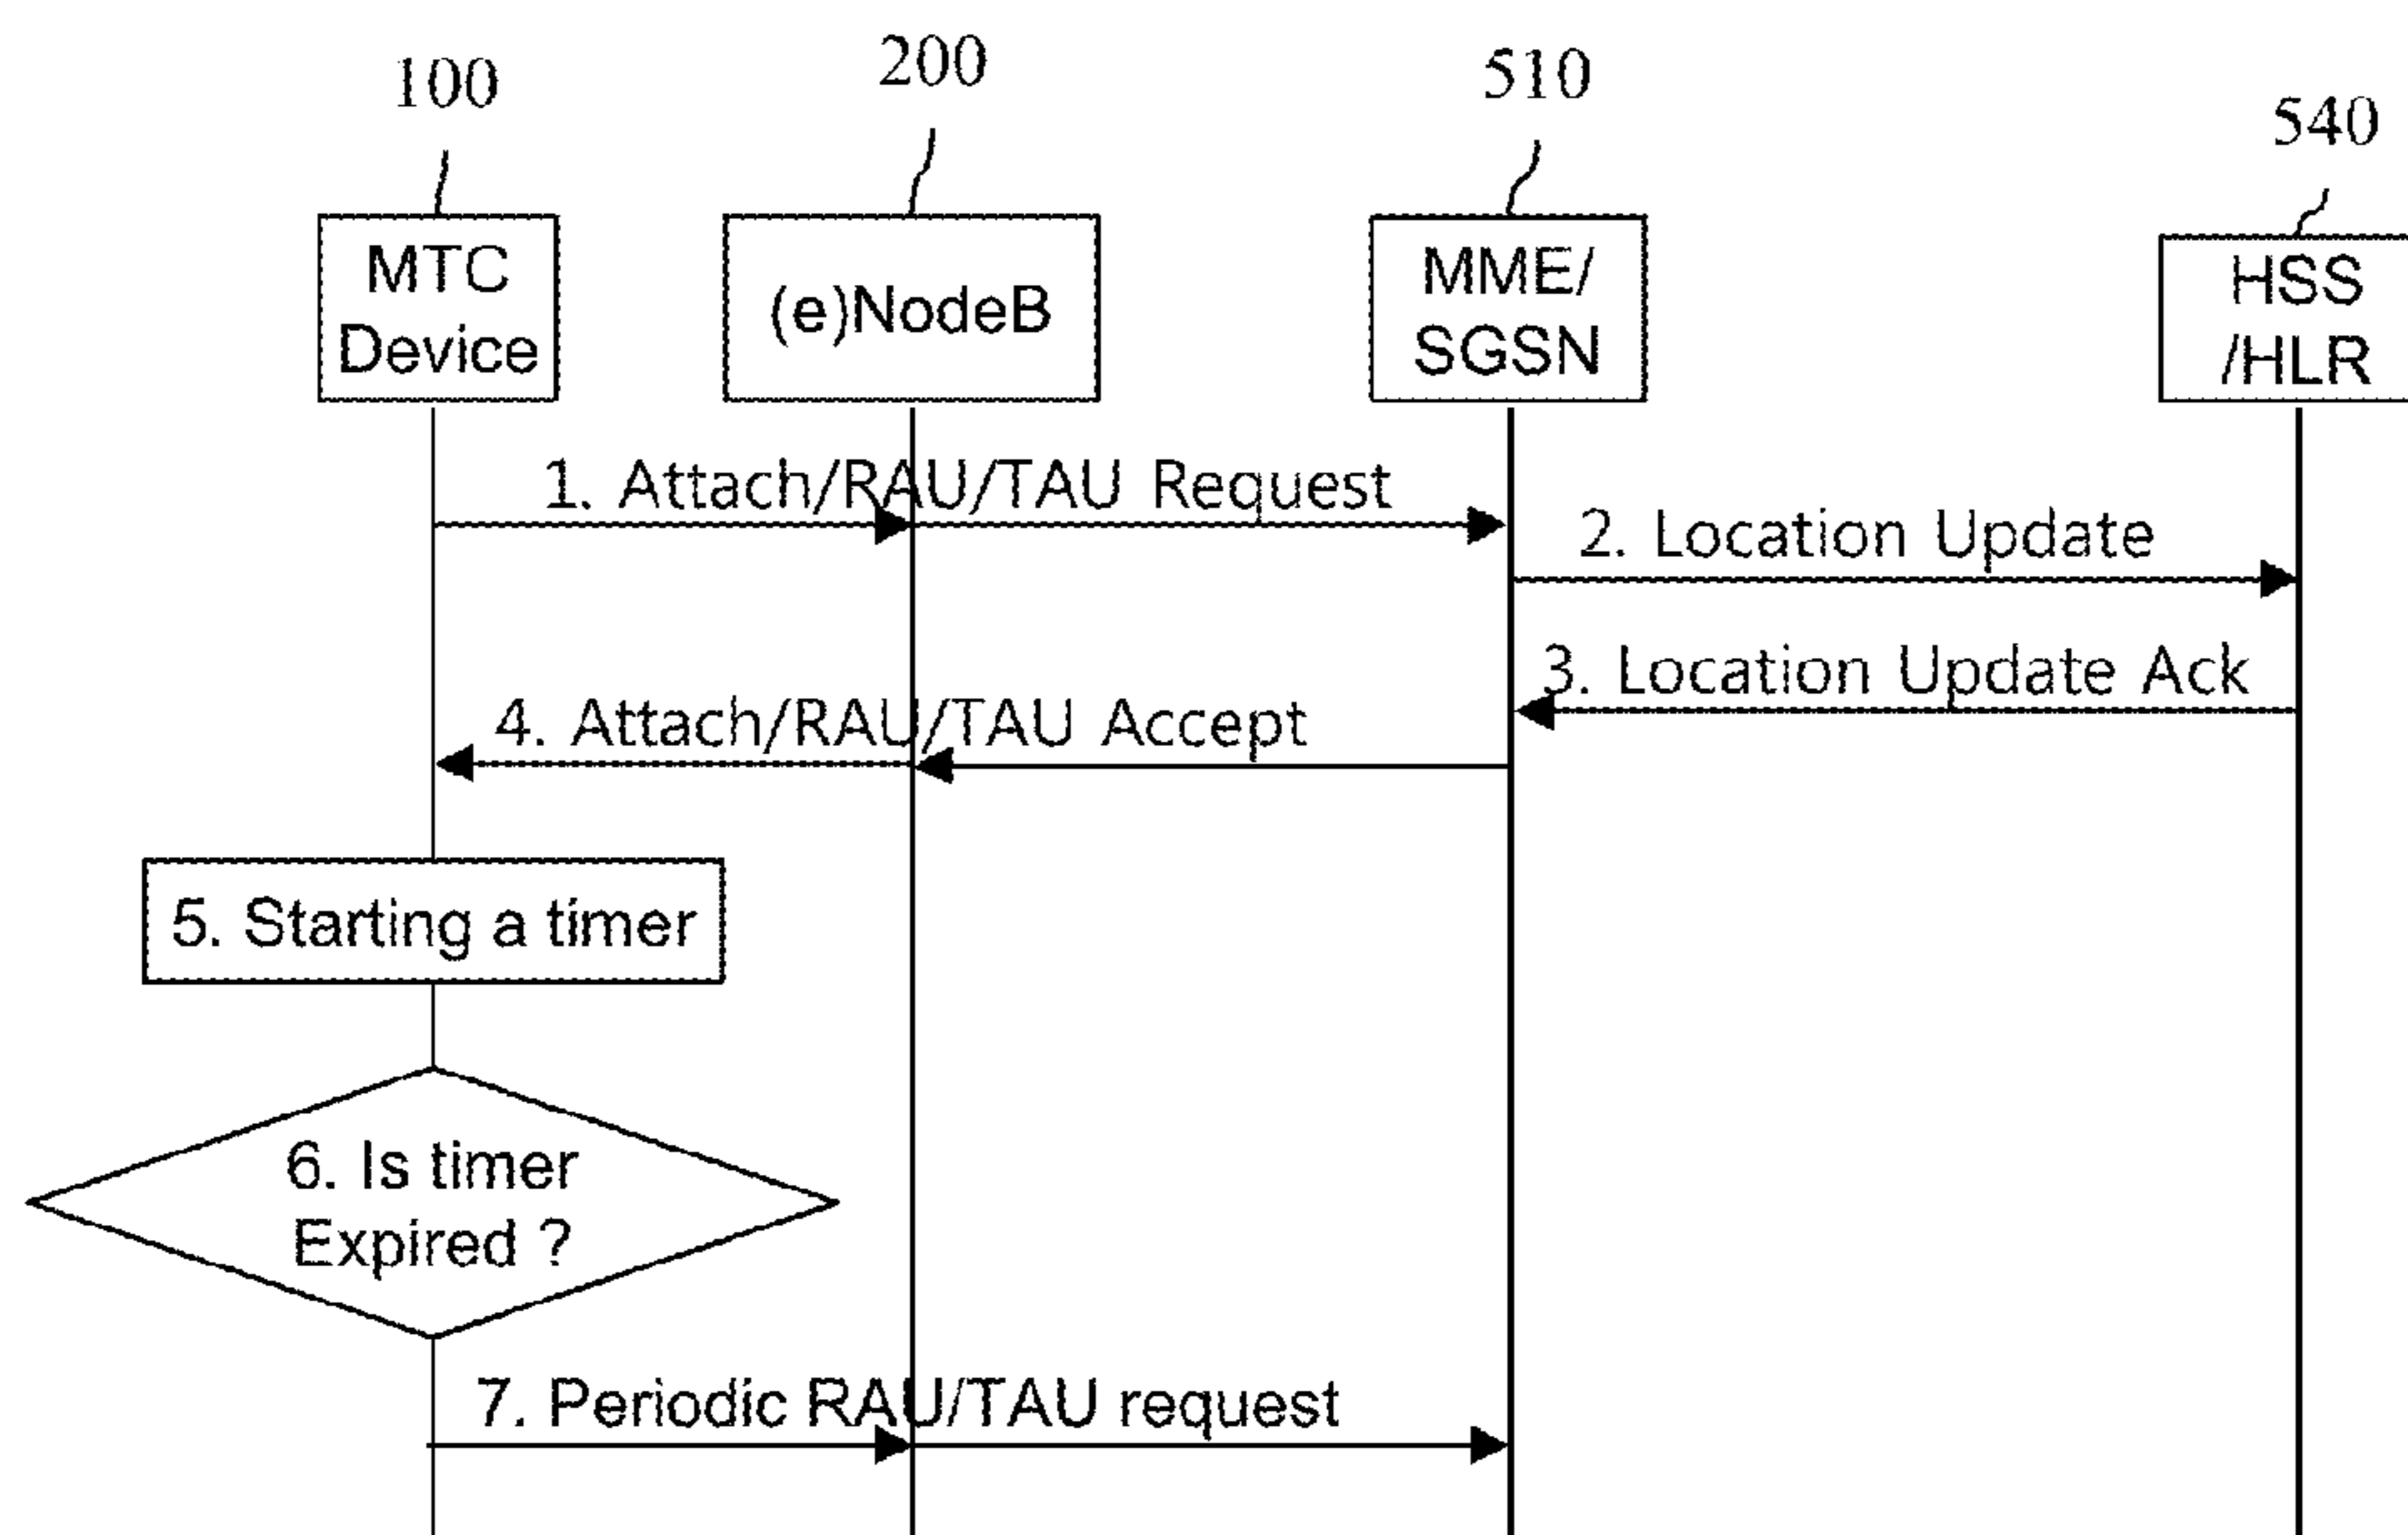 100
200
510
540
MTC
Device
(e)NodeB
MME/
SGSN
HSS
/HLR
1. Attach/RAU/TAU Request
2. Location Update
3. Location Update Ack
4. Attach/RAU/TAU Accept
5. Starting a timer
6. Is timer
Expired ?
7. Periodic RAU/TAU request